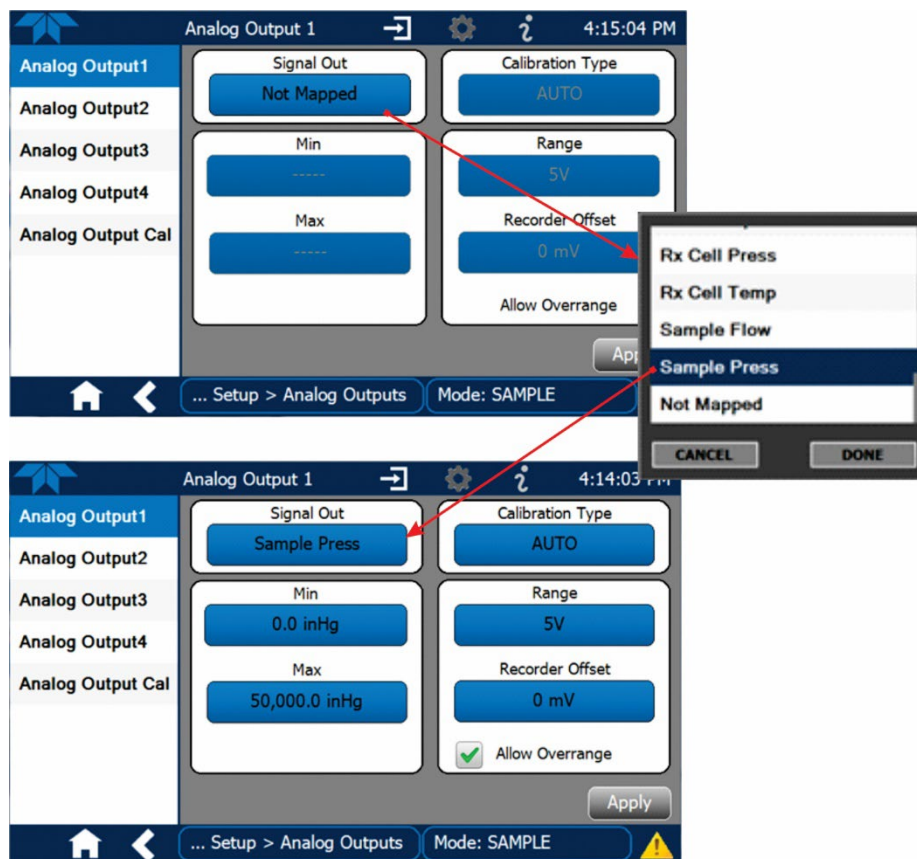 Analog Output 1
4:15:04 PM
Analog Output1
Analog Output2
Analog Output3
Analog Output4
Analog Output Cal
Signal Out
Not Mapped
Calibration Type
AUTO
Min
-----
Max
-----
Range
5V
Recorder Offset
0 mV
Allow Overrange
... Setup > Analog Outputs
Mode: SAMPLE
Rx Cell Press
Rx Cell Temp
Sample Flow
Sample Press
Not Mapped
CANCEL
DONE
Analog Output 1
4:14:03
Analog Output1
Analog Output2
Analog Output3
Analog Output4
Analog Output Cal
Signal Out
Sample Press
Calibration Type
AUTO
Min
0.0 inHg
Max
50,000.0 inHg
Range
5V
Recorder Offset
0 mV
Allow Overrange
Apply
... Setup > Analog Outputs
Mode: SAMPLE